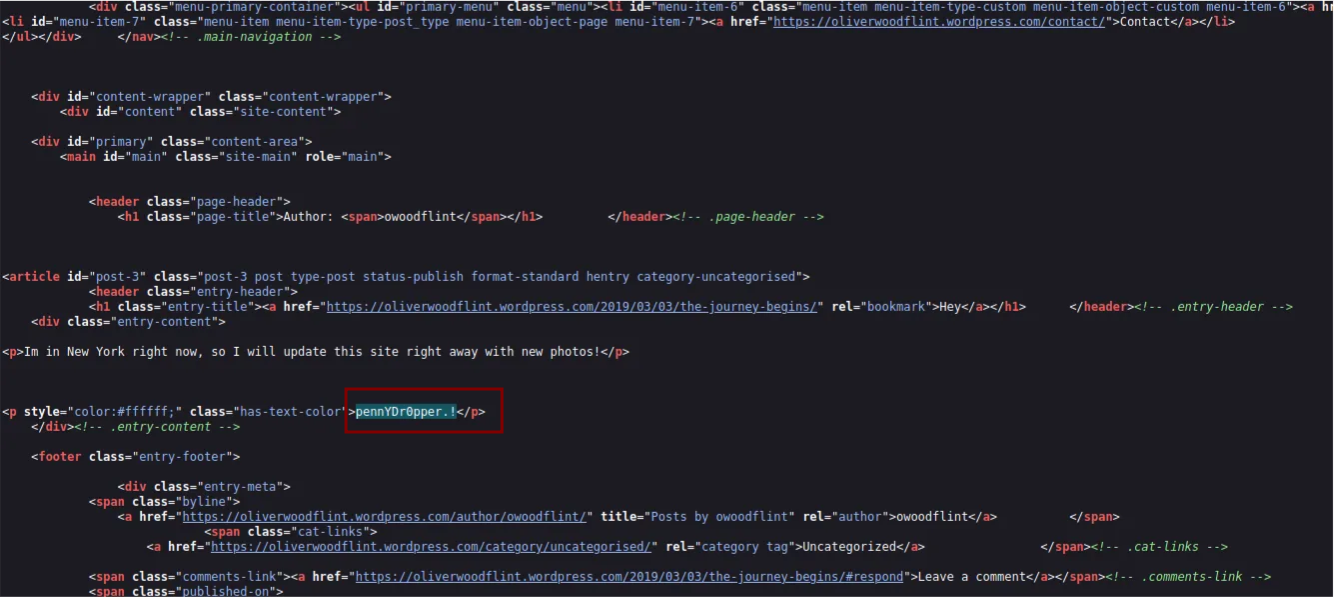 <div class="menu-primary-container"><ul id="primary-menu" class="menu"><li id="menu-item-6" class="menu-item menu-item-type-custom menu-item-object-custom menu-item-6"><a
<li id="menu-item-7" class="menu-item menu-item-type-post_type menu-item-object-page menu-item-7"><a href="https://oliverwoodflint.wordpress.com/contact/">Contact</a></li>
</ul></div> </nav><!-- .main-navigation -->
<div id="content-wrapper" class="content-wrapper">
<div id="content" class="site-content">
<div id="primary" class="content-area">
<main id="main" class="site-main" role="main">
<header class="page-header">
<h1 class="page-title">Author: <span>owoodflint</span></h1> </header><!-- .page-header -->
<article id="post-3" class="post-3 post type-post status-publish format-standard hentry category-uncategorised">
<header class="entry-header">
<h1 class="entry-title"><a href="https://oliverwoodflint.wordpress.com/2019/03/03/the-journey-begins/" rel="bookmark">Hey</a></h1> </header><!-- .entry-header -->
<div class="entry-content">
<p>Im in New York right now, so I will update this site right away with new photos!</p>
<p style="color:#ffffff;" class="has-text-color">pennYDr0pper.!</p>
</div><!-- .entry-content -->
<footer class="entry-footer">
<div class="entry-meta">
<span class="byline">
<a href="https://oliverwoodflint.wordpress.com/author/owoodflint/" title="Posts by owoodflint" rel="author">owoodflint</a> </span>
<span class="cat-links">
<a href="https://oliverwoodflint.wordpress.com/category/uncategorised/" rel="category tag">Uncategorized</a> </span><!-- .cat-links -->
<span class="comments-link"><a href="https://oliverwoodflint.wordpress.com/2019/03/03/the-journey-begins/#respond">Leave a comment</a></span><!-- .comments-link -->
<span class="published-on">